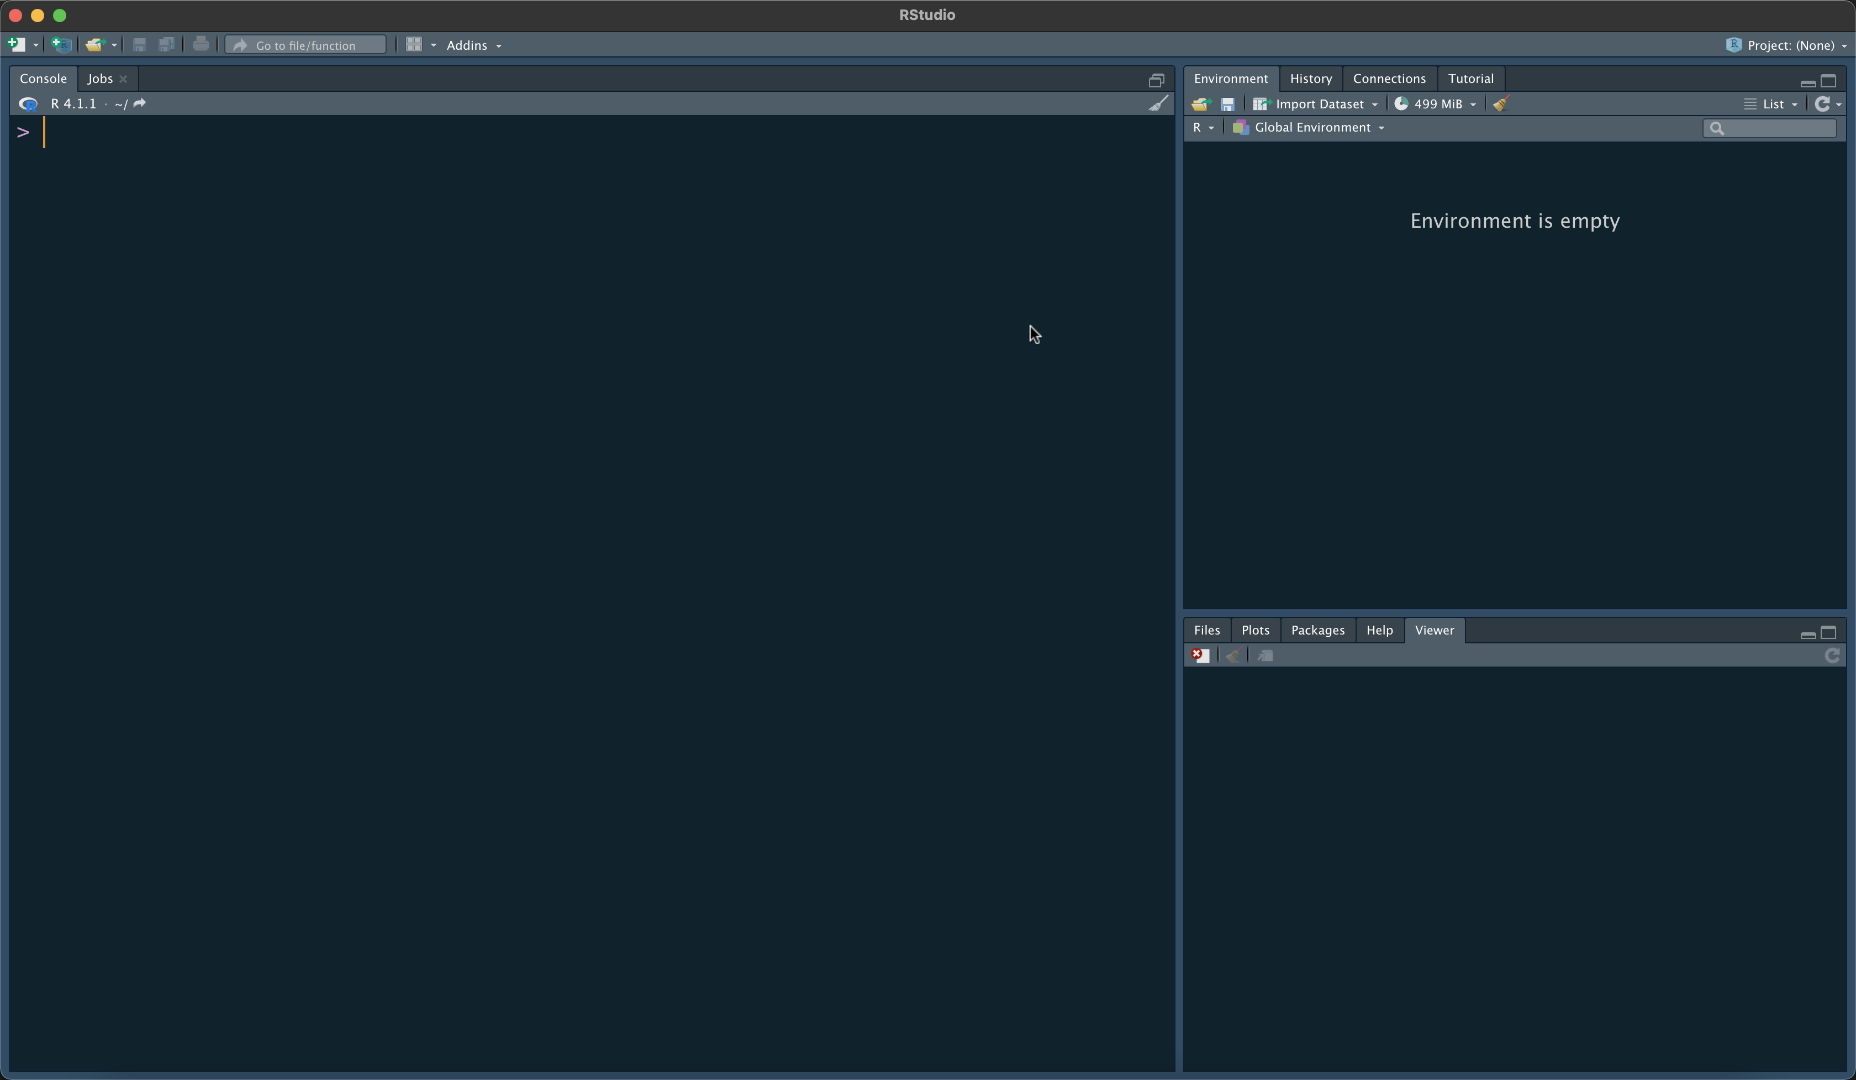 RStudio
Go to file/function
Addins
Project: (None)
Console Jobs
R 4.1.1 · ~/
>
Environment History Connections Tutorial
Import Dataset 499 MiB List
R Global Environment
Environment is empty
Files Plots Packages Help Viewer